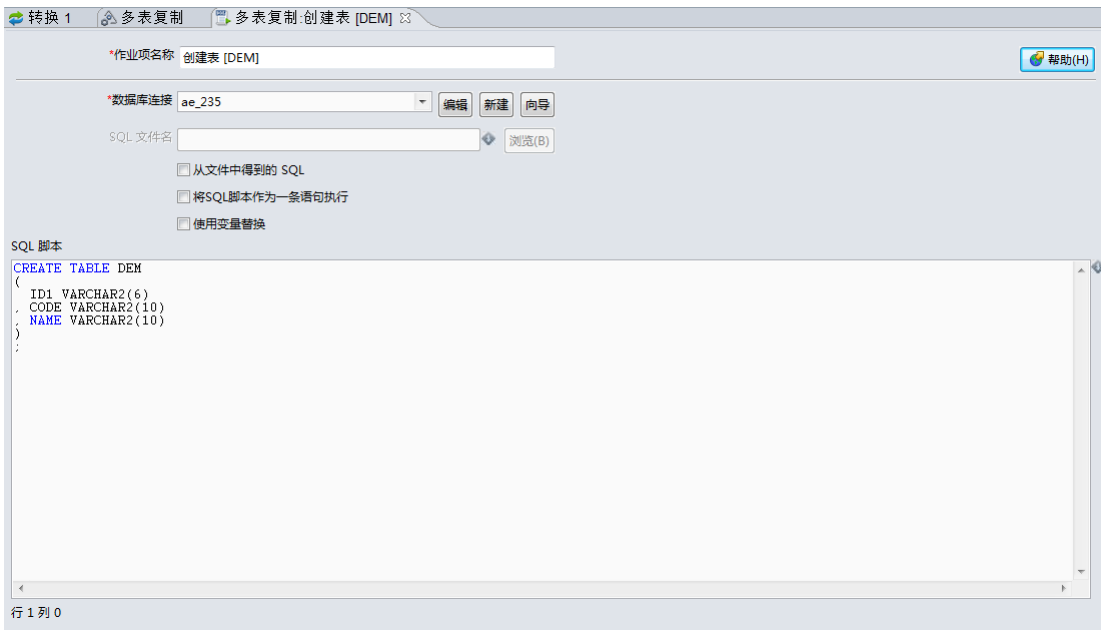 转换 1 多表复制 多表复制:创建表 [DEM]
*作业项名称 创建表 [DEM] 帮助(H)
*数据库连接 ae_235 编辑 新建 向导
SQL 文件名 浏览(B)
从文件中得到的 SQL
将SQL脚本作为一条语句执行
使用变量替换
SQL 脚本
CREATE TABLE DEM
(
ID1 VARCHAR2(6)
, CODE VARCHAR2(10)
, NAME VARCHAR2(10)
)
;
行 1 列 0